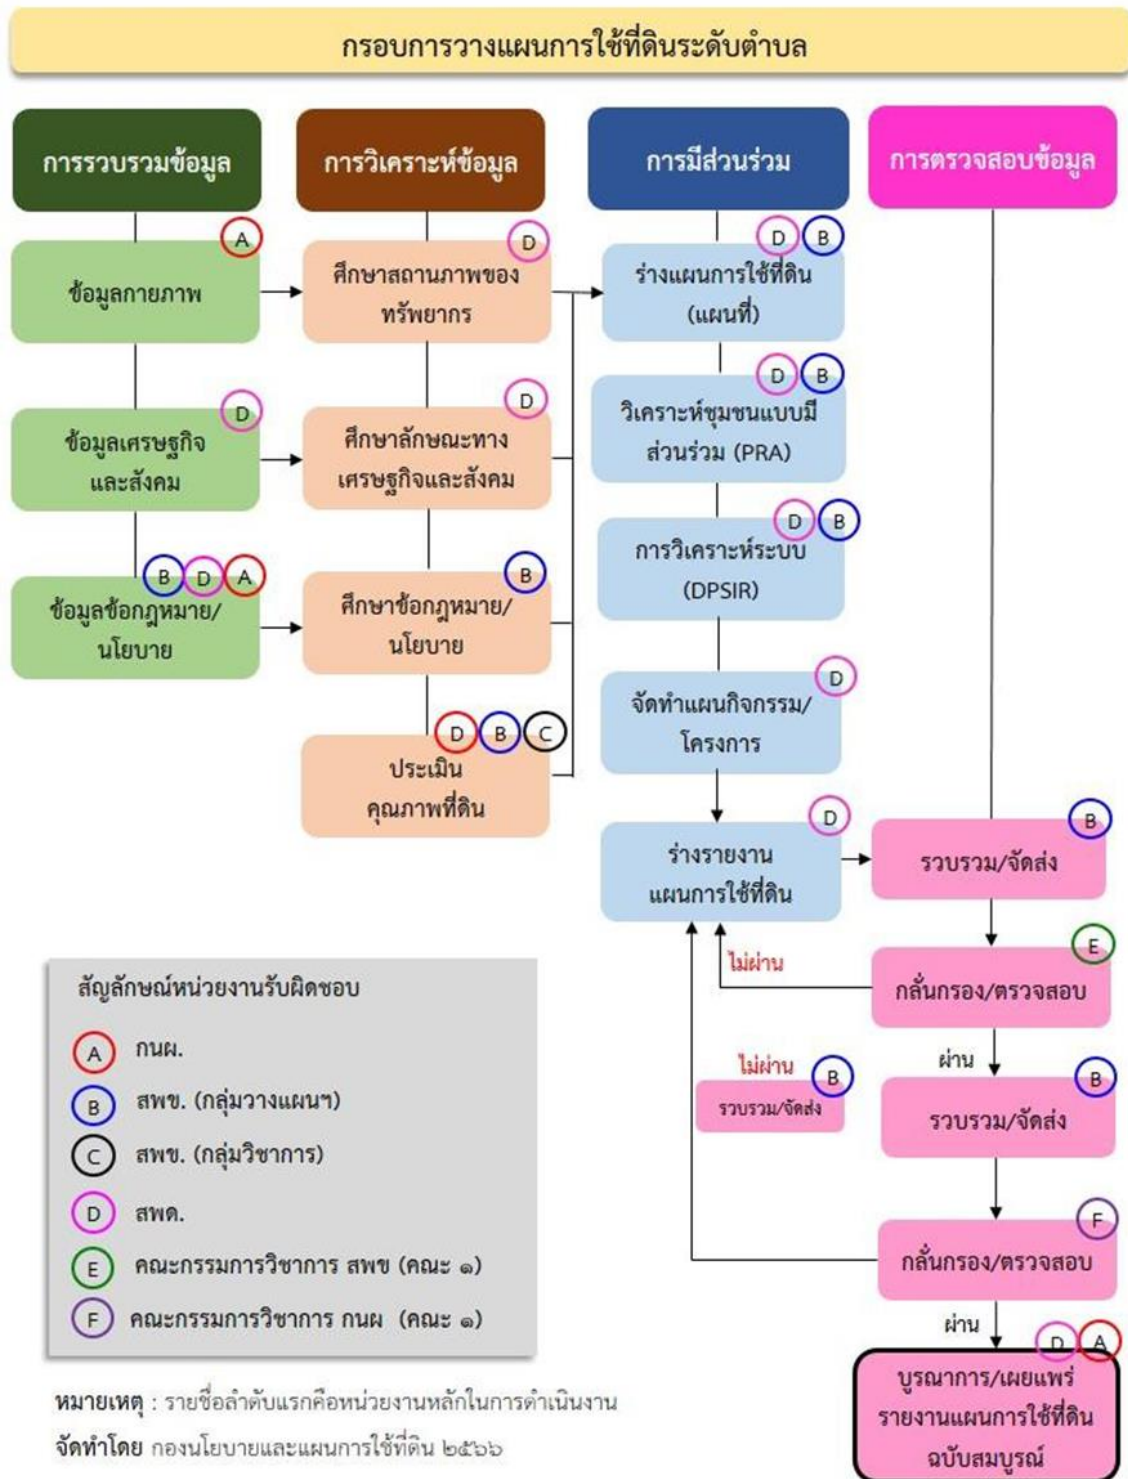 กรอบการวางแผนการใช้ที่ดินระดับตำบล
การรวบรวมข้อมูล
A
ข้อมูลกายภาพ
D
ข้อมูลเศรษฐกิจ
และสังคม
B D A
ข้อมูลข้อกฎหมาย/
นโยบาย
การวิเคราะห์ข้อมูล
D
ศึกษาสถานภาพของ
ทรัพยากร
D
ศึกษาลักษณะทาง
เศรษฐกิจและสังคม
B
ศึกษาข้อกฎหมาย/
นโยบาย
D B C
ประเมิน
คุณภาพที่ดิน
การมีส่วนร่วม
D B
ร่างแผนการใช้ที่ดิน
(แผนที่)
D B
วิเคราะห์ชุมชนแบบมี
ส่วนร่วม (PRA)
D B
การวิเคราะห์ระบบ
(DPSIR)
D
จัดทำแผนกิจกรรม/
โครงการ
D
ร่างรายงาน
แผนการใช้ที่ดิน
การตรวจสอบข้อมูล
B
รวบรวม/จัดส่ง
E
กลั่นกรอง/ตรวจสอบ
ไม่ผ่าน
ผ่าน
B
รวบรวม/จัดส่ง
ไม่ผ่าน
B
รวบรวม/จัดส่ง
F
กลั่นกรอง/ตรวจสอบ
ผ่าน
D A
บูรณาการ/เผยแพร่
รายงานแผนการใช้ที่ดิน
ฉบับสมบูรณ์
สัญลักษณ์หน่วยงานรับผิดชอบ
A กนผ.
B สพข. (กลุ่มวางแผนฯ)
C สพข. (กลุ่มวิชาการ)
D สพด.
E คณะกรรมการวิชาการ สพข (คณะ ๑)
F คณะกรรมการวิชาการ กนผ (คณะ ๑)
หมายเหตุ : รายชื่อลำดับแรกคือหน่วยงานหลักในการดำเนินงาน
จัดทำโดย กองนโยบายและแผนการใช้ที่ดิน ๒๕๖๖